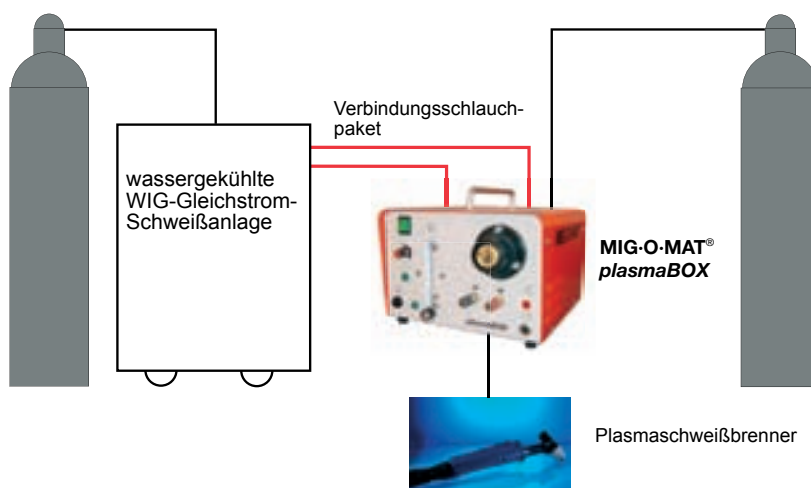 Verbindungsschlauch-
paket
wassergekühlte
WIG-Gleichstrom-
Schweißanlage
MIG·O·MAT®
plasmaBOX
Plasmaschweißbrenner